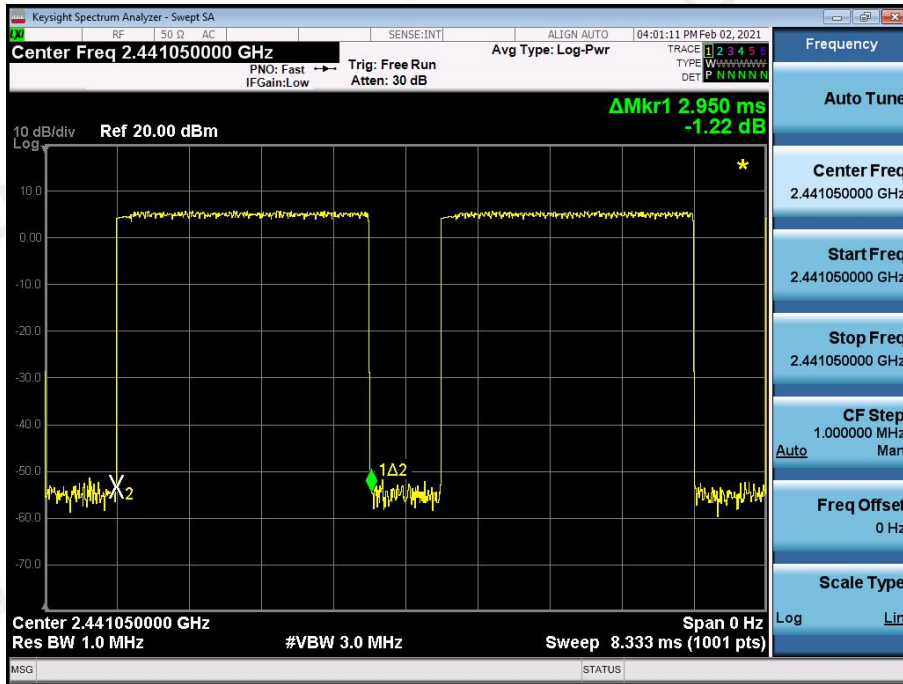 Keysight Spectrum Analyzer - Swept SA
LXI RF 50 Ω AC SENSE:INT ALIGN AUTO 04:01:11 PM Feb 02, 2021
Center Freq 2.441050000 GHz
PNO: Fast
IFGain:Low
Trig: Free Run
Atten: 30 dB
Avg Type: Log-Pwr
TRACE 1 2 3 4 5 6
TYPE WWWWWW
DET P N N N N N
ΔMkr1 2.950 ms
-1.22 dB
10 dB/div Ref 20.00 dBm
Log
10.0
0.00
-10.0
-20.0
-30.0
-40.0
-50.0
-60.0
-70.0
*
2
1Δ2
Center 2.441050000 GHz Span 0 Hz
Res BW 1.0 MHz #VBW 3.0 MHz Sweep 8.333 ms (1001 pts)
MSG STATUS
Frequency
Auto Tune
Center Freq
2.441050000 GHz
Start Freq
2.441050000 GHz
Stop Freq
2.441050000 GHz
CF Step
1.000000 MHz
Auto Man
Freq Offset
0 Hz
Scale Type
Log Lin